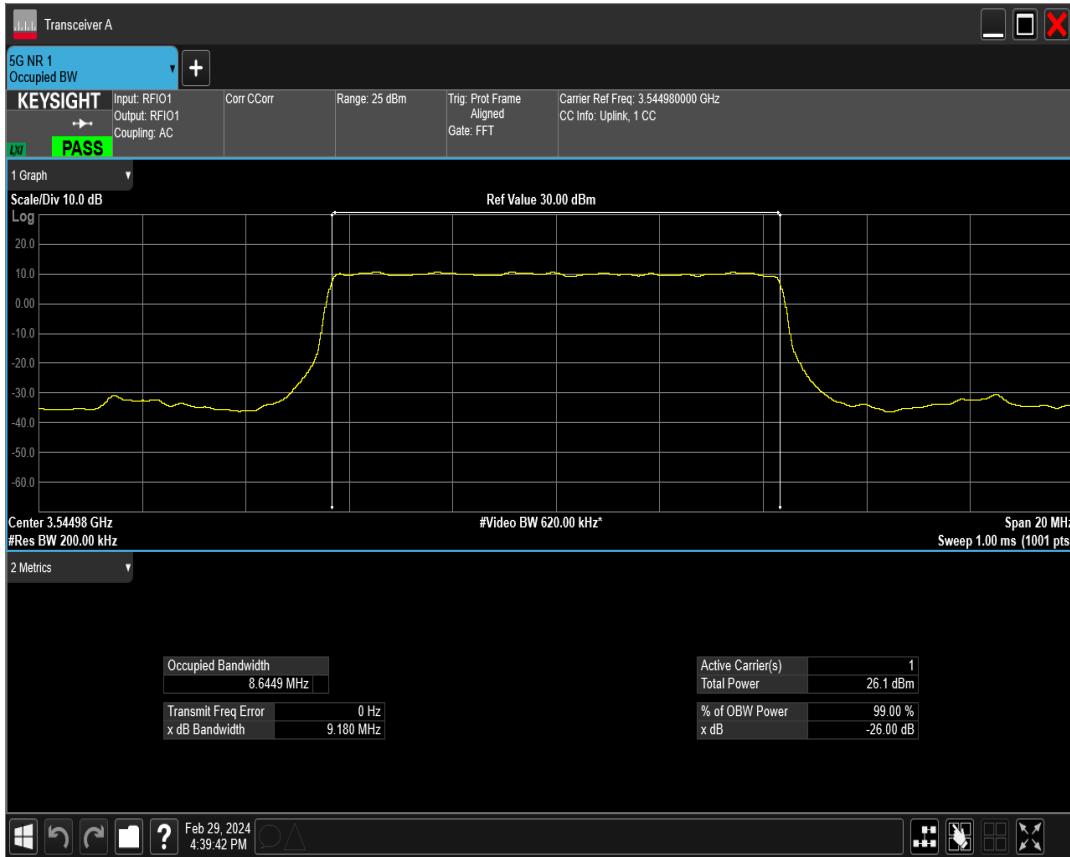 Transceiver A
5G NR 1
Occupied BW
+
KEYSIGHT
LXI
PASS
Input: RFIO1
Output: RFIO1
Coupling: AC
Corr CCorr
Range: 25 dBm
Trig: Prot Frame
Aligned
Gate: FFT
Carrier Ref Freq: 3.544980000 GHz
CC Info: Uplink, 1 CC
1 Graph
Scale/Div 10.0 dB
Ref Value 30.00 dBm
Log
20.0
10.0
0.00
-10.0
-20.0
-30.0
-40.0
-50.0
-60.0
Center 3.54498 GHz
#Video BW 620.00 kHz*
Span 20 MHz
#Res BW 200.00 kHz
Sweep 1.00 ms (1001 pts
2 Metrics
Occupied Bandwidth
8.6449 MHz
Transmit Freq Error 0 Hz
x dB Bandwidth 9.180 MHz
Active Carrier(s) 1
Total Power 26.1 dBm
% of OBW Power 99.00 %
x dB -26.00 dB
?
Feb 29, 2024
4:39:42 PM